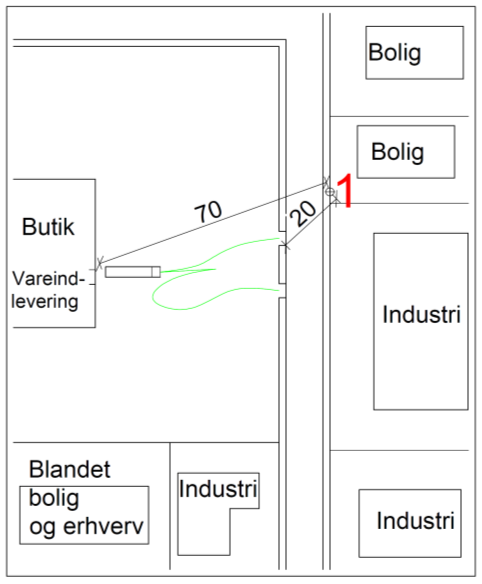 Bolig
Bolig
1
70
20
Butik
Vareind-
levering
Industri
Blandet
bolig
og erhverv
Industri
Industri